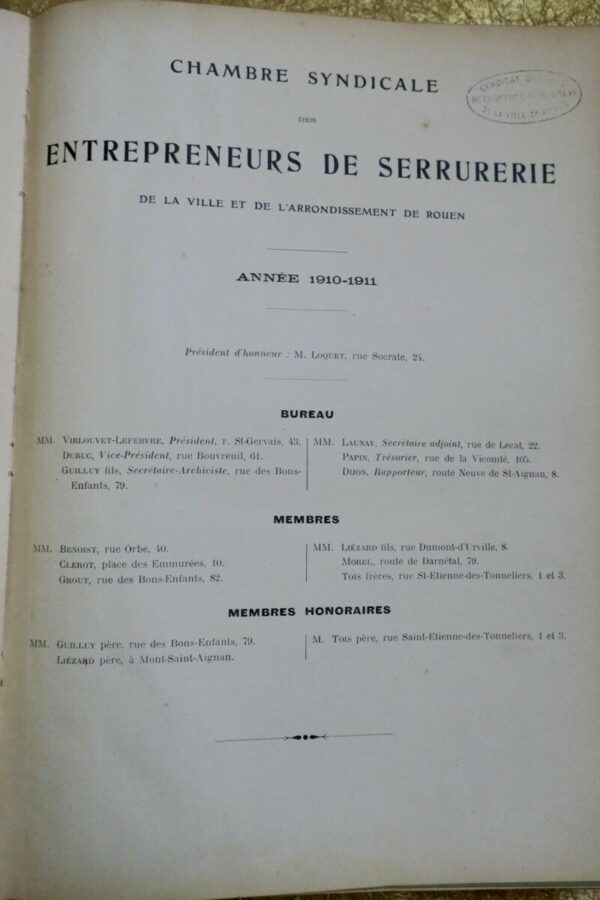 CHAMBRE SYNDICALE
DES
ENTREPRENEURS DE SERRURERIE
DE LA VILLE ET DE L'ARRONDISSEMENT DE ROUEN
ANNÉE 1910-1911
Président d'honneur : M. LOQUET, rue Socrate, 24.
BUREAU
MM. VIRLOUVET-LEFEBVRE, Président, r. St-Gervais, 43.
DUBUC, Vice-Président, rue Bouvreuil, 61.
GUILLUY fils, Secrétaire-Archiviste, rue des Bons-
Enfants, 79.
MM. LAUNAY, Secrétaire adjoint, rue de Lecat, 22.
PAPIN, Trésorier, rue de la Vicomté, 105.
DIJON, Rapporteur, route Neuve de St-Aignan, 8.
MEMBRES
MM. BENOIST, rue Orbe, 40.
CLEROT, place des Emmurées, 10.
GROUT, rue des Bons-Enfants, 82.
MM. LIÉZARD fils, rue Dumont-d'Urville, 8.
MOREL, route de Darnétal, 79.
TOIS frères, rue St-Etienne-des-Tonneliers, 1 et 3.
MEMBRES HONORAIRES
MM. GUILLUY père, rue des Bons-Enfants, 79.
LIÉZARD père, à Mont-Saint-Aignan.
M. TOIS père, rue Saint-Etienne-des-Tonneliers, 1 et 3.
SYNDICAT
DE LA VILLE DE